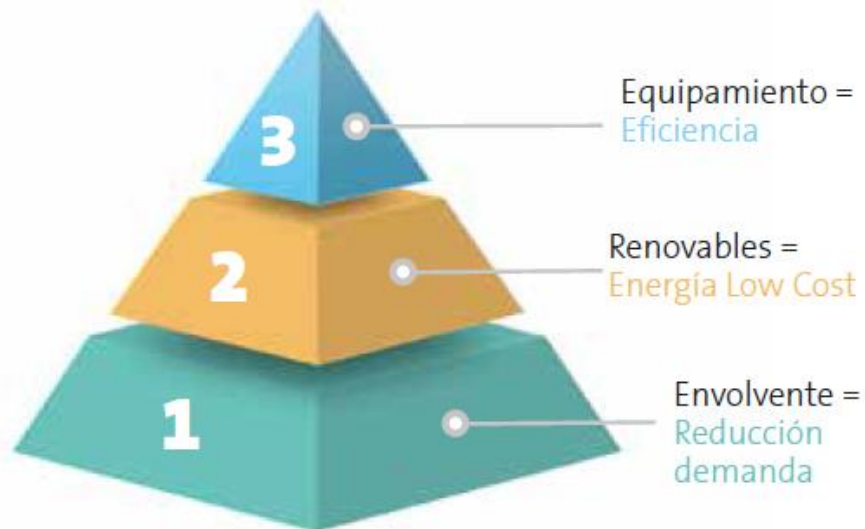 3
Equipamiento =
Eficiencia
2
Renovables =
Energía Low Cost
1
Envolvente =
Reducción
demanda